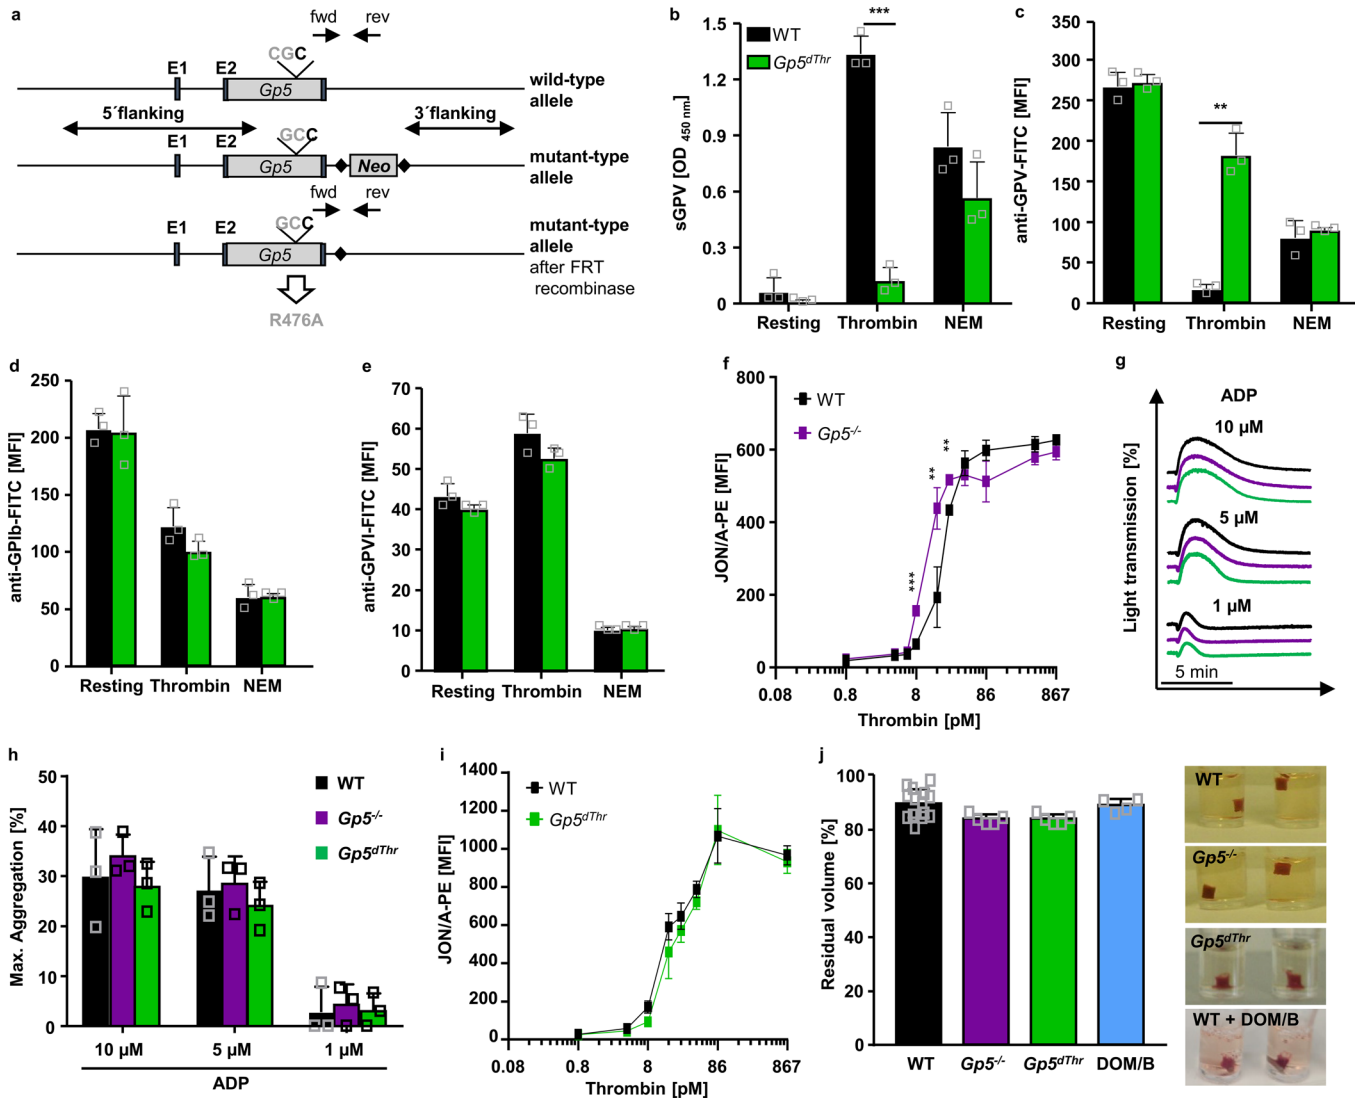 a
fwd rev
CGC
E1 E2
Gp5
wild-type
allele
5´flanking 3´flanking
GCC
E1 E2
Gp5 Neo
mutant-type
allele
fwd rev
GCC
E1 E2
Gp5
mutant-type
allele
after FRT
recombinase
R476A
b
WT
Gp5dThr
***
sGPV [OD 450 nm]
1.5
1.2
0.9
0.6
0.3
0
Resting Thrombin NEM
c
**
anti-GPV-FITC [MFI]
350
300
250
200
150
100
50
0
Resting Thrombin NEM
d
anti-GPIb-FITC [MFI]
250
200
150
100
50
0
Resting Thrombin NEM
e
anti-GPVI-FITC [MFI]
70
60
50
40
30
20
10
0
Resting Thrombin NEM
f
WT
Gp5-/-
JON/A-PE [MFI]
800
600
400
200
0
***
**
**
0.08 0.8 8 86 867
Thrombin [pM]
g
ADP
10 µM
5 µM
1 µM
Light transmission [%]
5 min
h
WT
Gp5-/-
Gp5dThr
Max. Aggregation [%]
50
40
30
20
10
0
10 µM 5 µM 1 µM
ADP
i
WT
Gp5dThr
JON/A-PE [MFI]
1400
1200
1000
800
600
400
200
0
0.08 0.8 8 86 867
Thrombin [pM]
j
Residual volume [%]
100
80
60
40
20
0
WT Gp5-/- Gp5dThr DOM/B
WT
Gp5-/-
Gp5dThr
WT + DOM/B